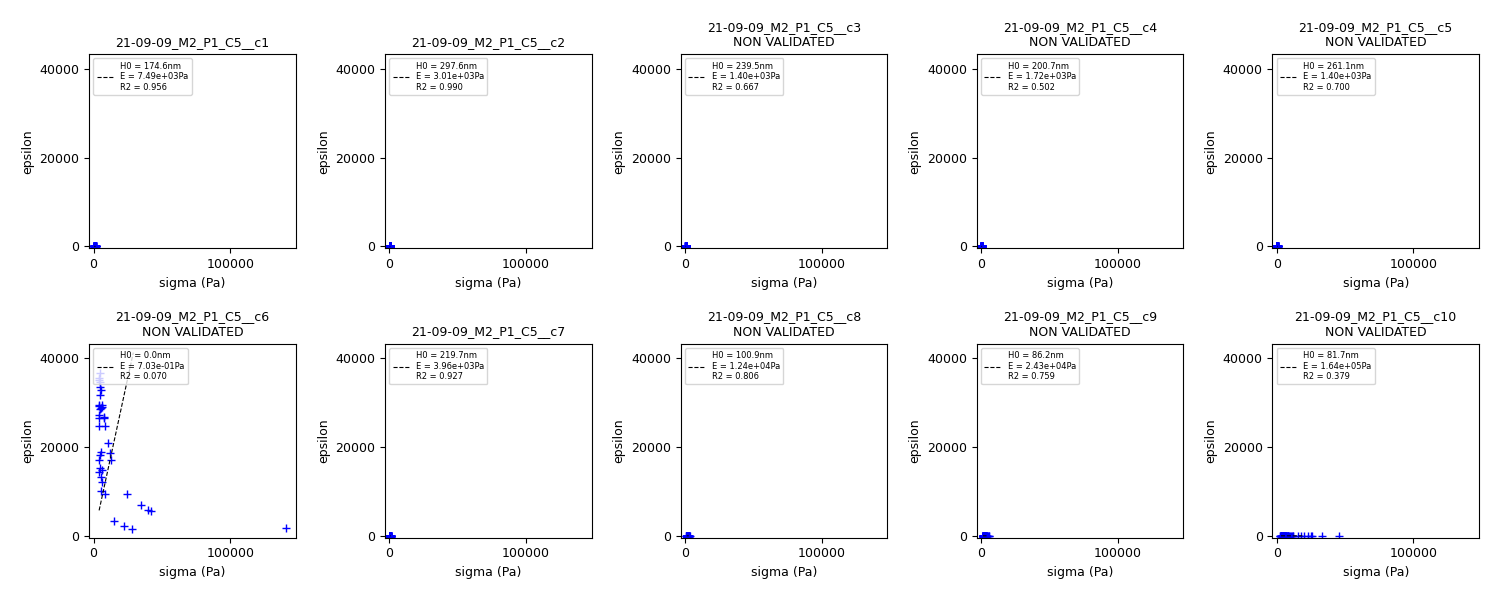 21-09-09_M2_P1_C5__c1
H0 = 174.6nm
E = 7.49e+03Pa
R2 = 0.956
40000
20000
0
epsilon
0
100000
sigma (Pa)
21-09-09_M2_P1_C5__c2
H0 = 297.6nm
E = 3.01e+03Pa
R2 = 0.990
40000
20000
0
epsilon
0
100000
sigma (Pa)
21-09-09_M2_P1_C5__c3
NON VALIDATED
H0 = 239.5nm
E = 1.40e+03Pa
R2 = 0.667
40000
20000
0
epsilon
0
100000
sigma (Pa)
21-09-09_M2_P1_C5__c4
NON VALIDATED
H0 = 200.7nm
E = 1.72e+03Pa
R2 = 0.502
40000
20000
0
epsilon
0
100000
sigma (Pa)
21-09-09_M2_P1_C5__c5
NON VALIDATED
H0 = 261.1nm
E = 1.40e+03Pa
R2 = 0.700
40000
20000
0
epsilon
0
100000
sigma (Pa)
21-09-09_M2_P1_C5__c6
NON VALIDATED
H0 = 0.0nm
E = 7.03e-01Pa
R2 = 0.070
40000
20000
0
epsilon
0
100000
sigma (Pa)
21-09-09_M2_P1_C5__c7
H0 = 219.7nm
E = 3.96e+03Pa
R2 = 0.927
40000
20000
0
epsilon
0
100000
sigma (Pa)
21-09-09_M2_P1_C5__c8
NON VALIDATED
H0 = 100.9nm
E = 1.24e+04Pa
R2 = 0.806
40000
20000
0
epsilon
0
100000
sigma (Pa)
21-09-09_M2_P1_C5__c9
NON VALIDATED
H0 = 86.2nm
E = 2.43e+04Pa
R2 = 0.759
40000
20000
0
epsilon
0
100000
sigma (Pa)
21-09-09_M2_P1_C5__c10
NON VALIDATED
H0 = 81.7nm
E = 1.64e+05Pa
R2 = 0.379
40000
20000
0
epsilon
0
100000
sigma (Pa)